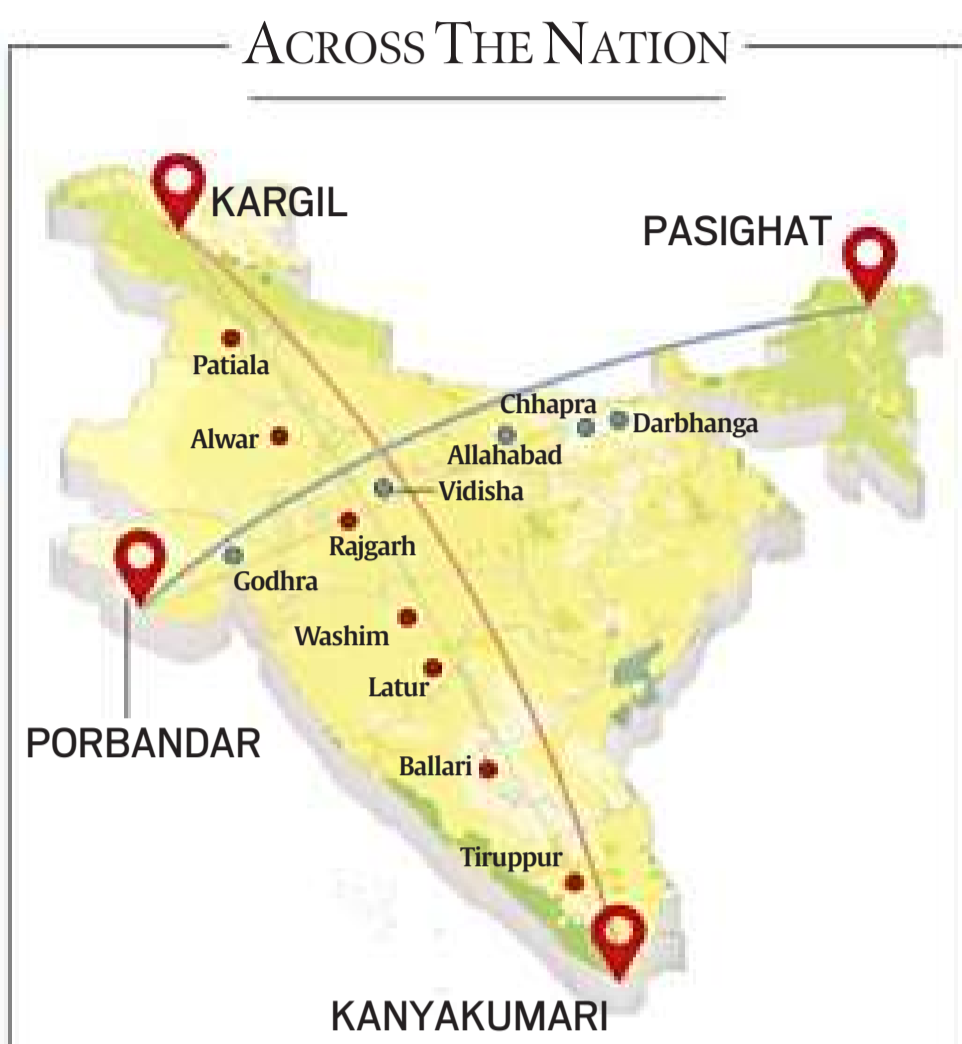 ACROSS THE NATION
KARGIL
PASIGHAT
Patiala
Chhapra
Darbhanga
Alwar
Allahabad
Vidisha
Rajgarh
Godhra
Washim
Latur
PORBANDAR
Ballari
Tiruppur
KANYAKUMARI